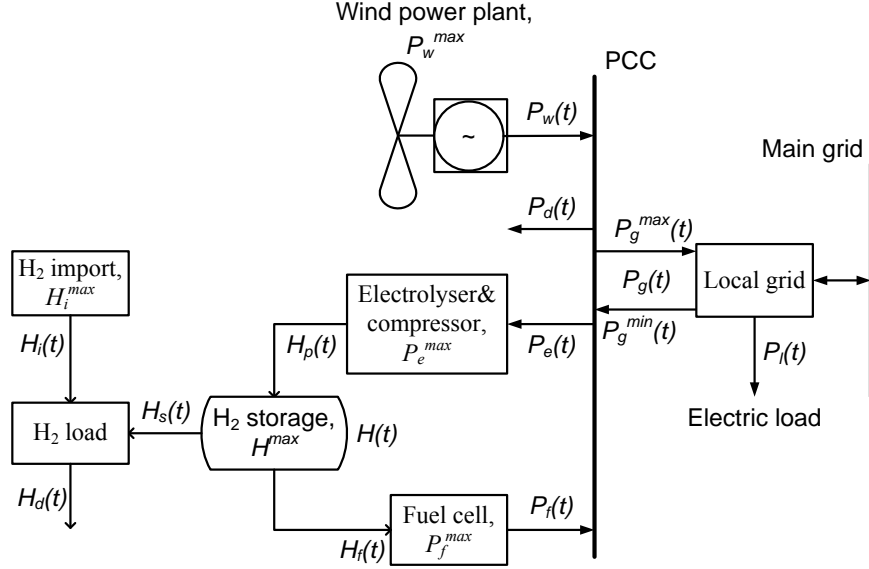 Wind power plant,
P_w^max
PCC
P_w(t)
~
Main grid
P_d(t)
P_g^max(t)
H₂ import,
H_i^max
Electrolyser&
compressor,
P_e^max
P_g(t)
Local grid
H_i(t)
H_p(t)
P_e(t)
P_g^min(t)
P_l(t)
H₂ load
H_s(t)
H₂ storage,
H^max
H(t)
Electric load
H_d(t)
H_f(t)
Fuel cell,
P_f^max
P_f(t)